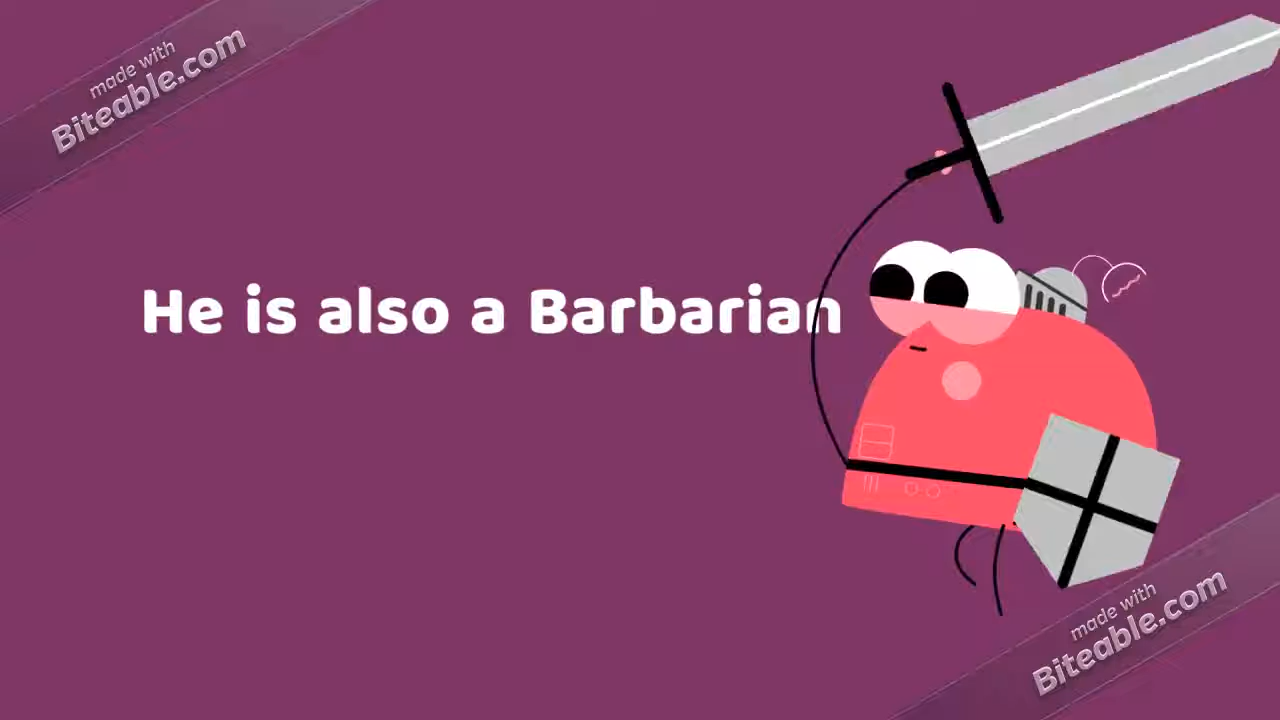 made with
Biteable.com
He is also a Barbarian
made with
Biteable.com